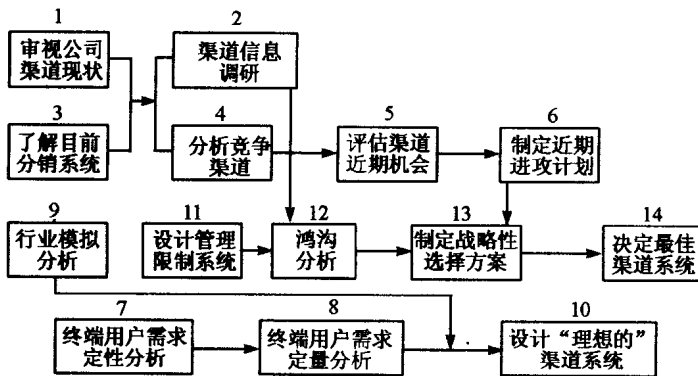 1
审视公司
渠道现状
2
渠道信息
调研
3
了解目前
分销系统
4
分析竞争
渠道
5
评估渠道
近期机会
6
制定近期
进攻计划
9
行业模拟
分析
11
设计管理
限制系统
12
鸿沟
分析
13
制定战略性
选择方案
14
决定最佳
渠道系统
7
终端用户需求
定性分析
8
终端用户需求
定量分析
10
设计“理想的”
渠道系统